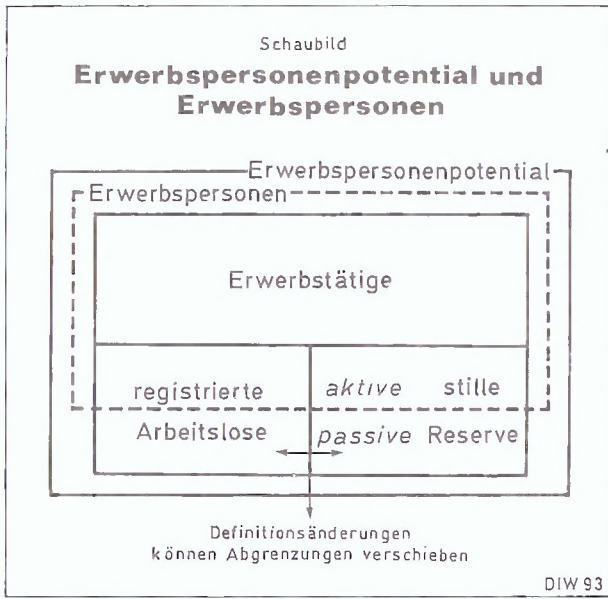 Schaubild
Erwerbspersonenpotential und
Erwerbspersonen
Erwerbspersonenpotential
Erwerbspersonen
Erwerbstätige
registrierte aktive stille
Arbeitslose passive Reserve
Definitionsänderungen
können Abgrenzungen verschieben
DIW 93